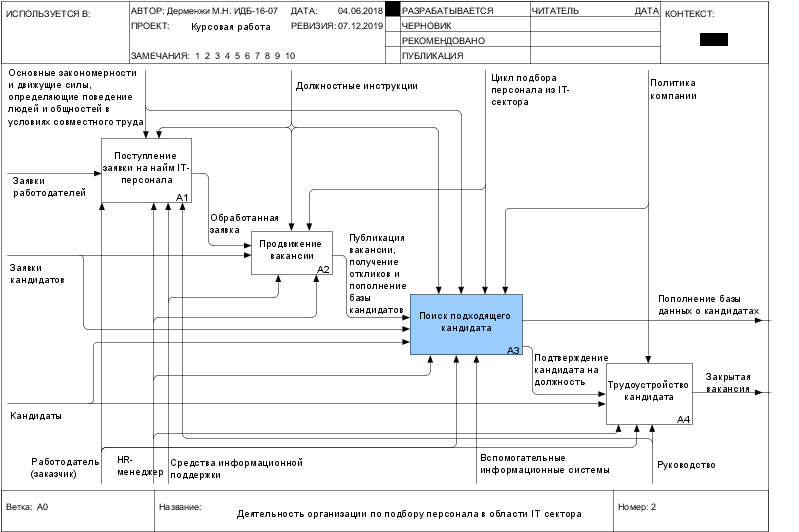 ИСПОЛЬЗУЕТСЯ В:
АВТОР: Дерменжи М.Н. ИДБ-16-07
ДАТА: 04.06.2018
РАЗРАБАТЫВАЕТСЯ
ЧИТАТЕЛЬ
ДАТА
КОНТЕКСТ:
ПРОЕКТ: Курсовая работа
РЕВИЗИЯ: 07.12.2019
ЧЕРНОВИК
РЕКОМЕНДОВАНО
ЗАМЕЧАНИЯ: 1 2 3 4 5 6 7 8 9 10
ПУБЛИКАЦИЯ
Основные закономерности
и движущие силы,
определяющие поведение
людей и общностей в
условиях совместного труда
Должностные инструкции
Цикл подбора
персонала из IT-
сектора
Политика
компании
Поступление
заявки на найм IT-
персонала
A1
Заявки
работодателей
Обработанная
заявка
Продвижение
вакансии
A2
Публикация
вакансии,
получение
откликов и
пополнение
базы
кандидатов
Заявки
кандидатов
Поиск подходящего
кандидата
A3
Пополнение базы
данных о кандидатах
Подтверждение
кандидата на
должность
Трудоустройство
кандидата
A4
Закрытая
вакансия
Кандидаты
Работодатель
(заказчик)
HR-
менеджер
Средства информационной
поддержки
Вспомогательные
информационные системы
Руководство
Ветка: A0
Название:
Деятельность организации по подбору персонала в области IT сектора
Номер: 2